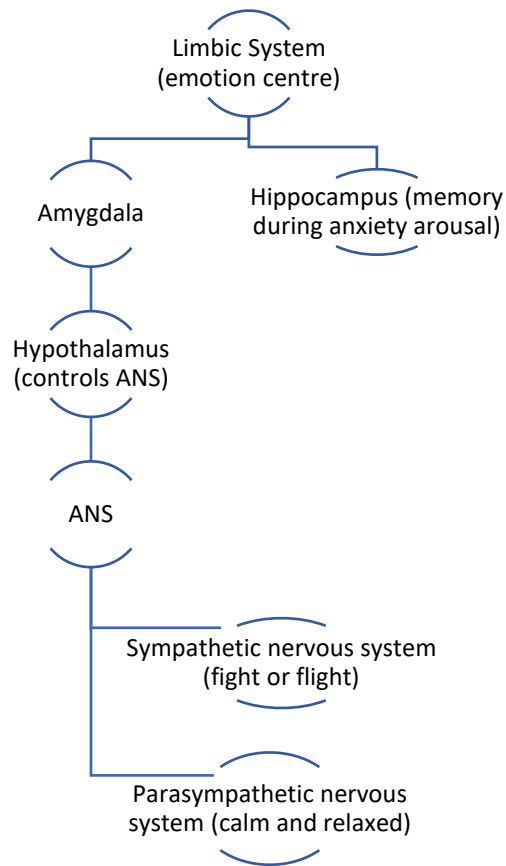 Limbic System
(emotion centre)
Amygdala
Hippocampus (memory
during anxiety arousal)
Hypothalamus
(controls ANS)
ANS
Sympathetic nervous system
(fight or flight)
Parasympathetic nervous
system (calm and relaxed)